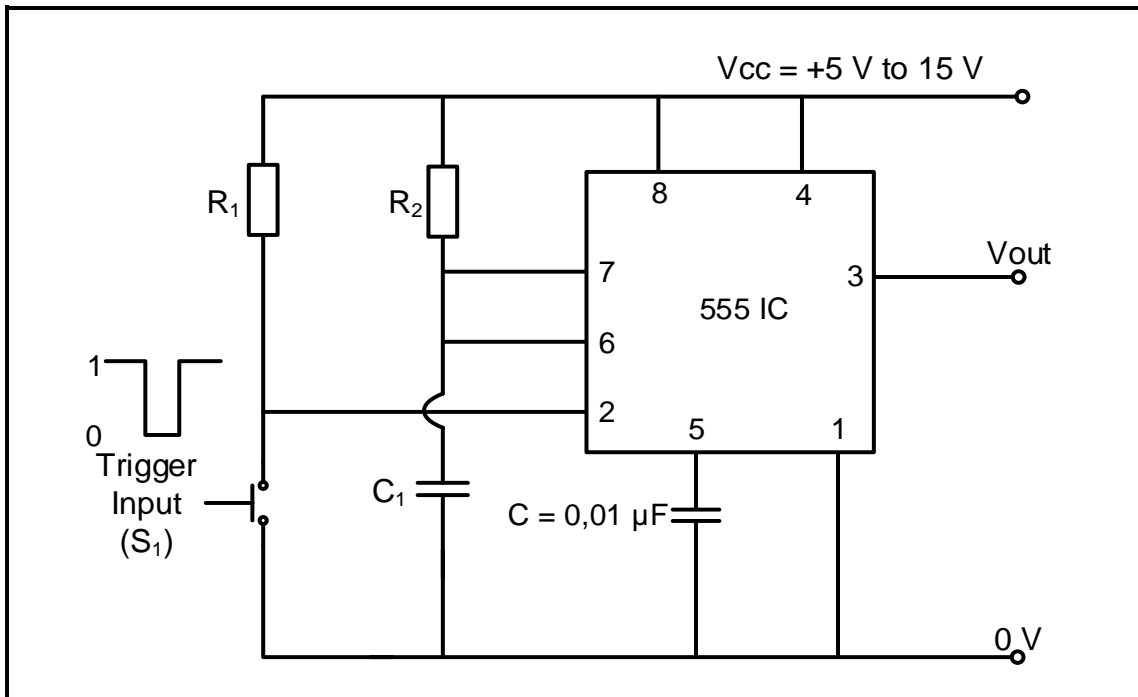 Vcc = +5 V to 15 V
R₁
R₂
8
4
7
3
Vout
555 IC
6
1
0
2
5
1
Trigger
Input
(S₁)
C₁
C = 0,01 µF
0 V